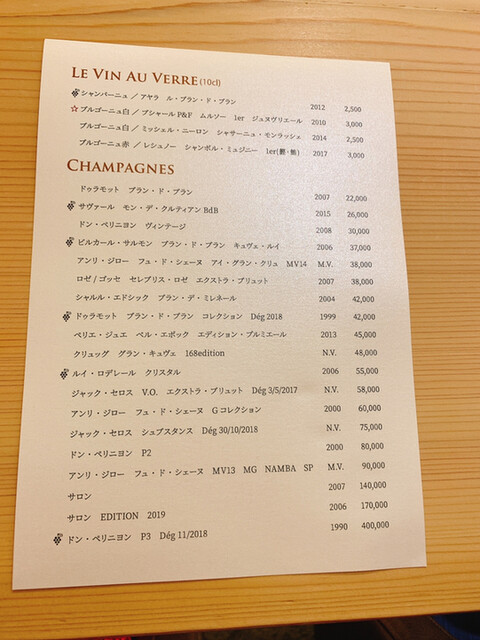 LE VIN AU VERRE (10cl)
シャンパーニュ／アヤラ ル・ブラン・ド・ブラン 2012 2,500
☆ブルゴーニュ白／ブシャールP&F ムルソー 1er ジュヌヴリエール 2010 3,000
ブルゴーニュ白／ミッシェル・ニーロン シャサーニュ・モンラッシェ 2014 2,500
ブルゴーニュ赤／レシュノー シャンボル・ミュジニー 1er 2017 3,000
CHAMPAGNES
ドゥラモット ブラン・ド・ブラン 2007 22,000
サヴァール モン・デ・クルティアン BdB 2015 26,000
ドン・ペリニヨン ヴィンテージ 2008 30,000
ビルカール・サルモン ブラン・ド・ブラン キュヴェ・ルイ 2006 37,000
アンリ・ジロー フュ・ド・シェーヌ アイ・グラン・クリュ MV14 M.V. 38,000
ロゼ／ゴッセ セレブリス・ロゼ エクストラ・ブリュット 2007 38,000
シャルル・エドシック ブラン・デ・ミレネール 2004 42,000
ドゥラモット ブラン・ド・ブラン コレクション Dég 2018 1999 42,000
ペリエ・ジュエ ベル・エポック エディション・プルミエール 2013 45,000
クリュッグ グラン・キュヴェ 168edition N.V. 48,000
ルイ・ロデレール クリスタル 2006 55,000
ジャック・セロス V.O. エクストラ・ブリュット Dég 3/5/2017 N.V. 58,000
アンリ・ジロー フュ・ド・シェーヌ Gコレクション 2000 60,000
ジャック・セロス シュブスタンス Dég 30/10/2018 N.V. 75,000
ドン・ペリニヨン P2 2000 80,000
アンリ・ジロー フュ・ド・シェーヌ MV13 MG NAMBA SP M.V. 90,000
サロン 2007 140,000
サロン EDITION 2019 2006 170,000
ドン・ペリニヨン P3 Dég 11/2018 1990 400,000